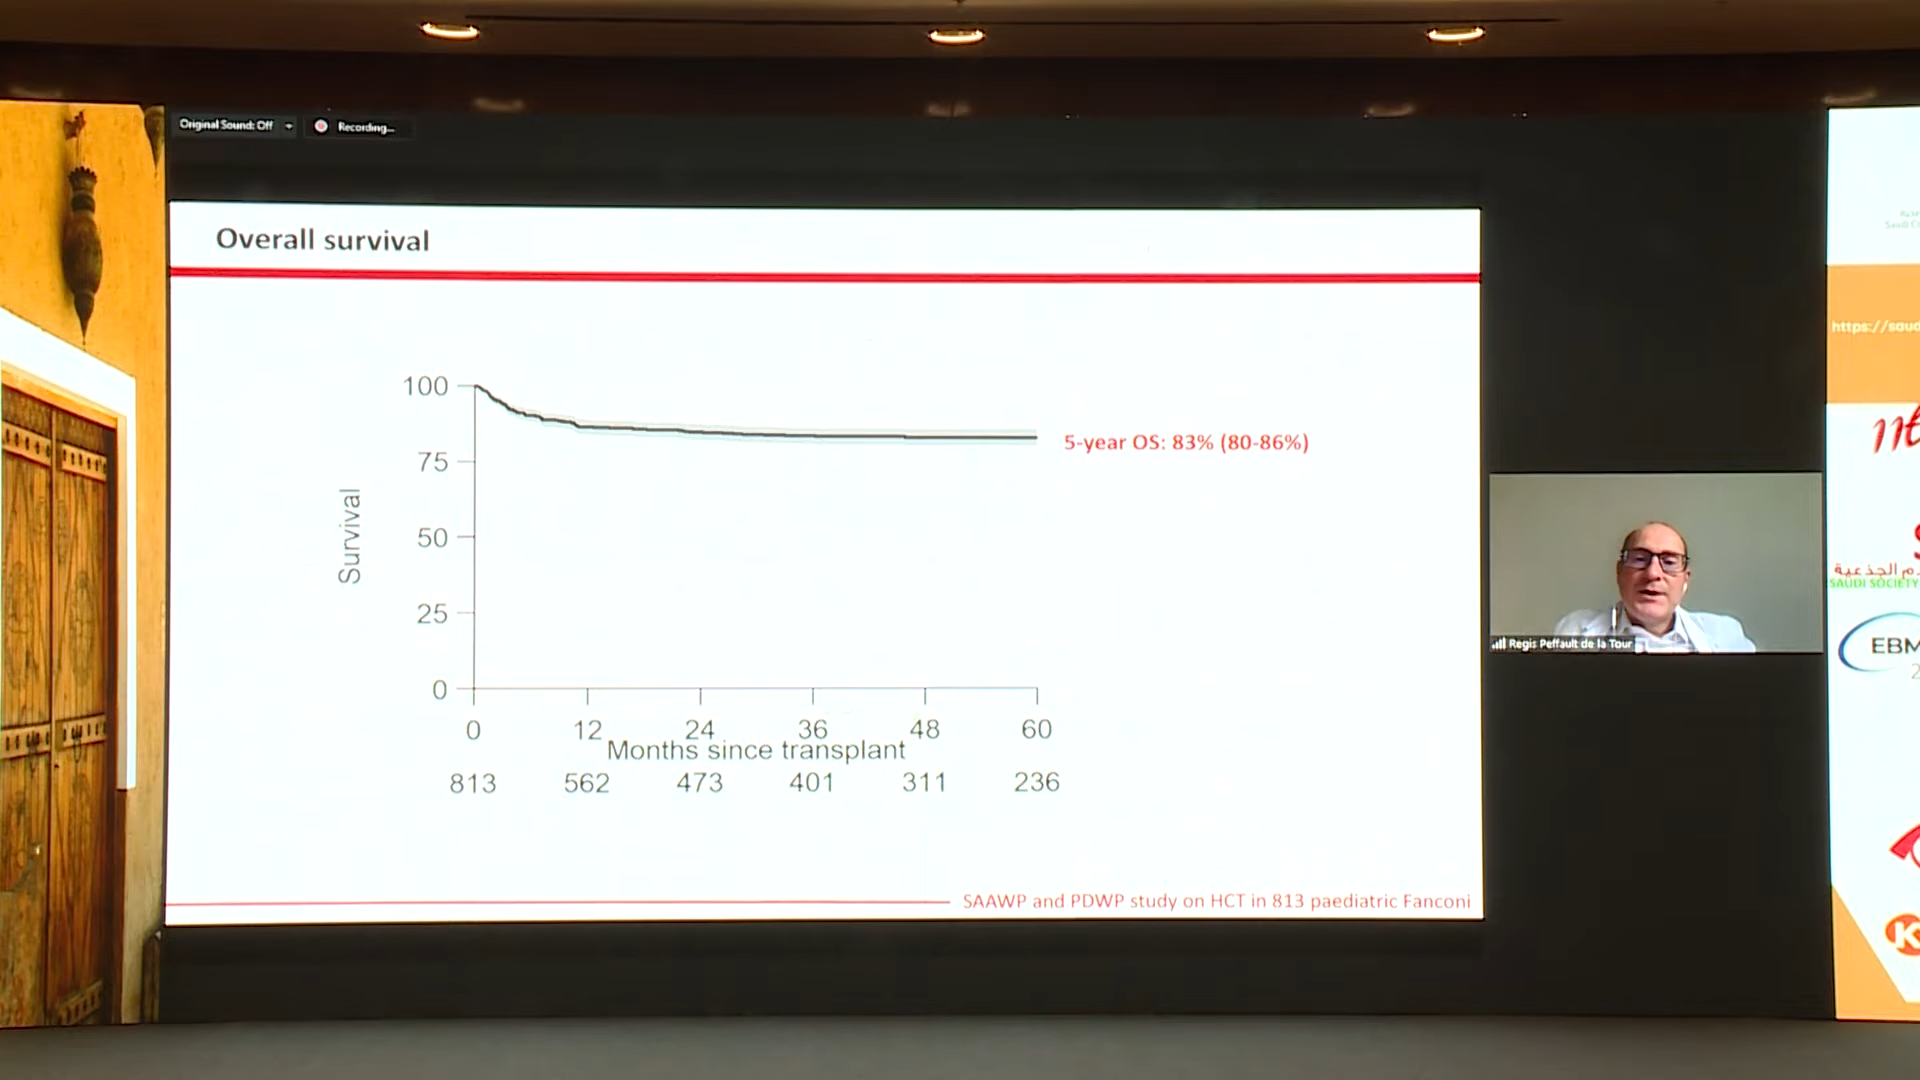 Original Sound: Off
Recording...
Overall survival
100
75
50
25
0
Survival
5-year OS: 83% (80-86%)
0 12 24 36 48 60
Months since transplant
813 562 473 401 311 236
SAAWP and PDWP study on HCT in 813 paediatric Fanconi
Regis Peffault de la Tour
https://saud
SAUDI SOCIETY
EBM
K